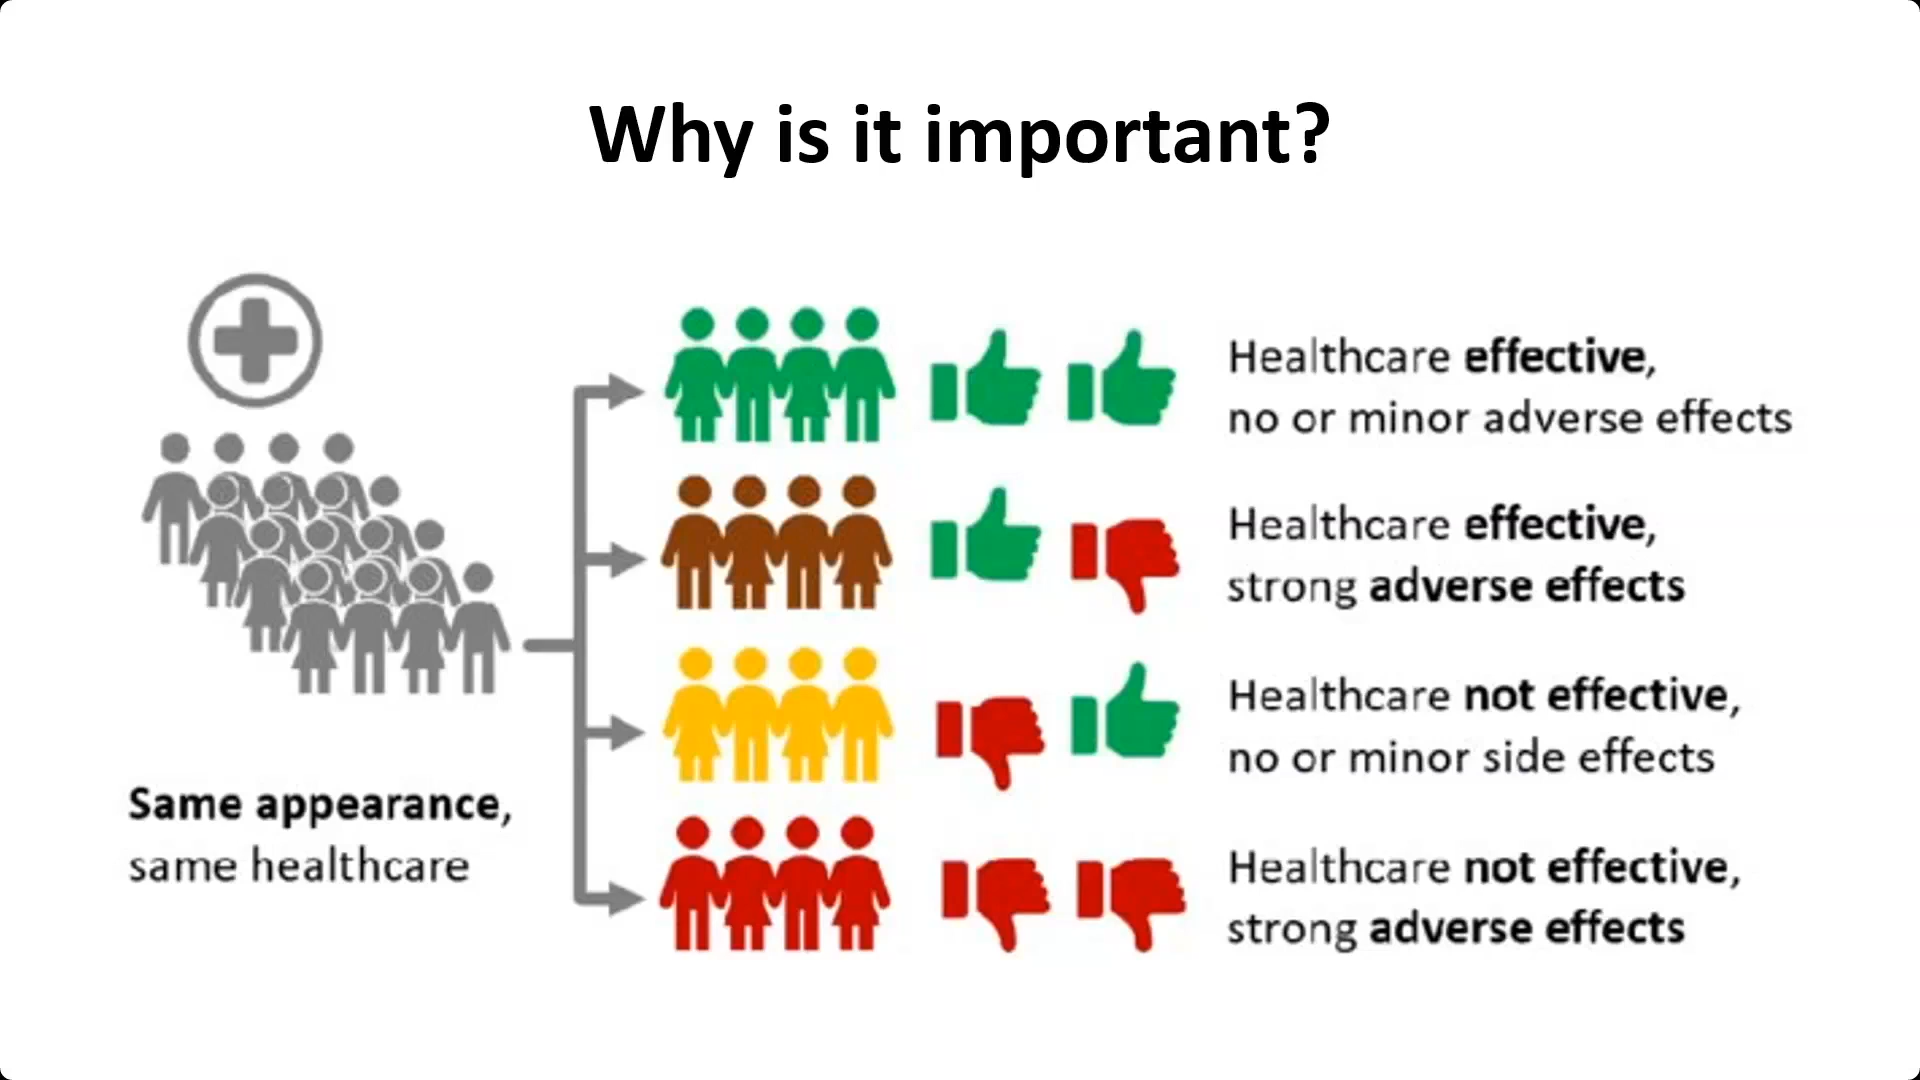 Why is it important?
Healthcare effective,
no or minor adverse effects
Healthcare effective,
strong adverse effects
Healthcare not effective,
no or minor side effects
Same appearance,
same healthcare
Healthcare not effective,
strong adverse effects